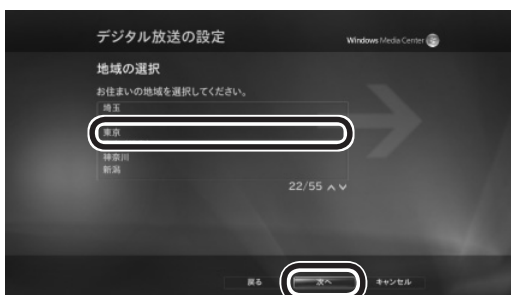 デジタル放送の設定
Windows Media Center
地域の選択
お住まいの地域を選択してください。
埼玉
東京
神奈川
新潟
22/55
戻る 次へ キャンセル